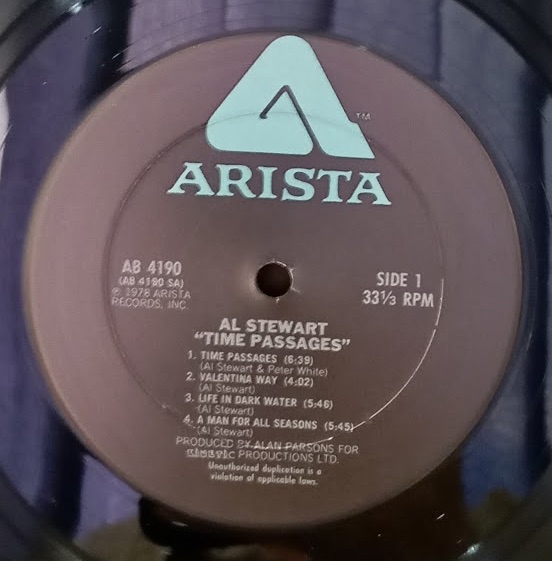 ™
ARISTA
AB 4190
(AB 4190 SA)
℗ 1978 ARISTA
RECORDS, INC.
SIDE 1
33⅓ RPM
AL STEWART
"TIME PASSAGES"
1. TIME PASSAGES (6:39)
(Al Stewart & Peter White)
2. VALENTINA WAY (4:02)
(Al Stewart)
3. LIFE IN DARK WATER (5:46)
(Al Stewart)
4. A MAN FOR ALL SEASONS (5:45)
(Al Stewart)
PRODUCED BY ALAN PARSONS FOR
PRODUCTIONS LTD.
Unauthorized duplication is a
violation of applicable laws.